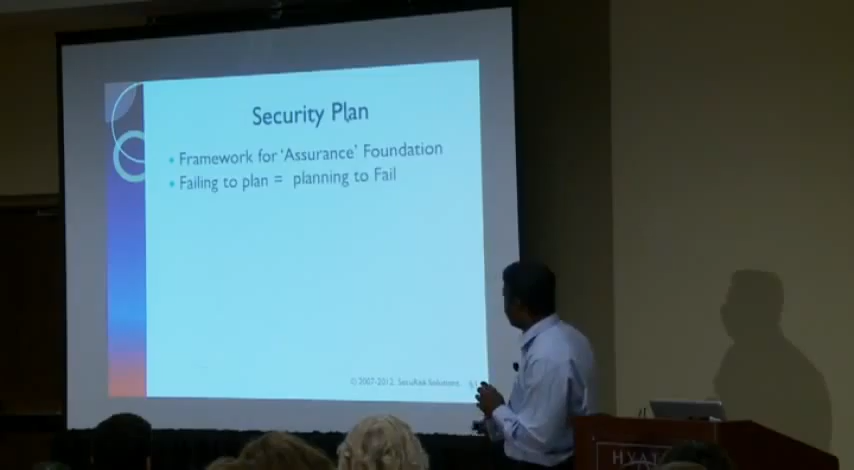 Security Plan
• Framework for 'Assurance' Foundation
• Failing to plan = planning to Fail
© 2007-2012. SecuRisk Solutions.